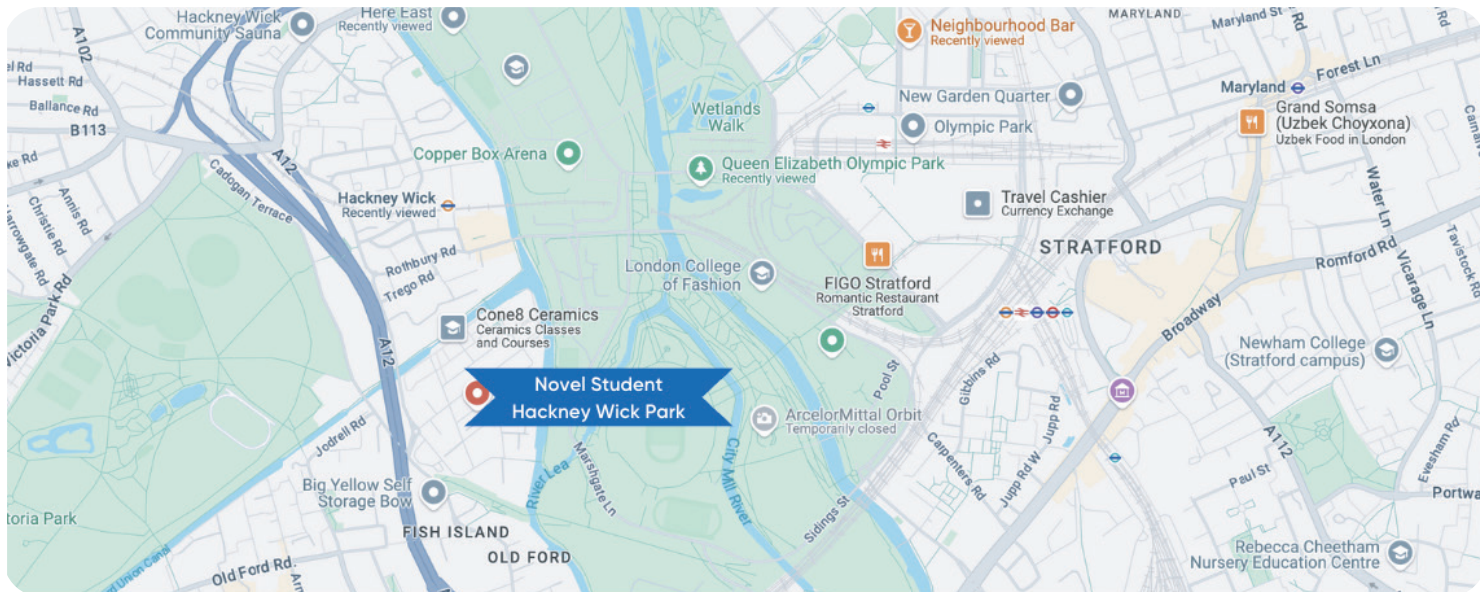 Hackney Wick
Community Sauna
Here East
Recently viewed
A102
Hassett Rd
Ballance Rd
B113
A12
Cadogan Terrace
Annis Rd
Christie Rd
Victoria Park Rd
Copper Box Arena
Hackney Wick
Recently viewed
Rothbury Rd
Trego Rd
Wetlands
Walk
Queen Elizabeth Olympic Park
Recently viewed
Neighbourhood Bar
Recently viewed
MARYLAND
Maryland St
New Garden Quarter
Olympic Park
Maryland
Forest Ln
Grand Somsa
(Uzbek Choyxona)
Uzbek Food in London
Travel Cashier
Currency Exchange
STRATFORD
Water Ln
Vicarage Ln
Romford Rd
Tavistock Rd
Broadway
London College
of Fashion
FIGO Stratford
Romantic Restaurant
Stratford
Cone8 Ceramics
Ceramics Classes
and Courses
A12
Novel Student
Hackney Wick Park
ArcelorMittal Orbit
Temporarily closed
Pool St
Gibbins Rd
Jupp Rd
Jupp Rd W
Carpenters Rd
Newham College
(Stratford campus)
A112
Paul St
Evesham Rd
Portwa
Jodrell Rd
Big Yellow Self
Storage Bow
FISH ISLAND
OLD FORD
Old Ford Rd.
River Lea
Marshgate Ln
City Mill River
Sidings St
toria Park
Union Canal
A12
Rebecca Cheetham
Nursery Education Centre